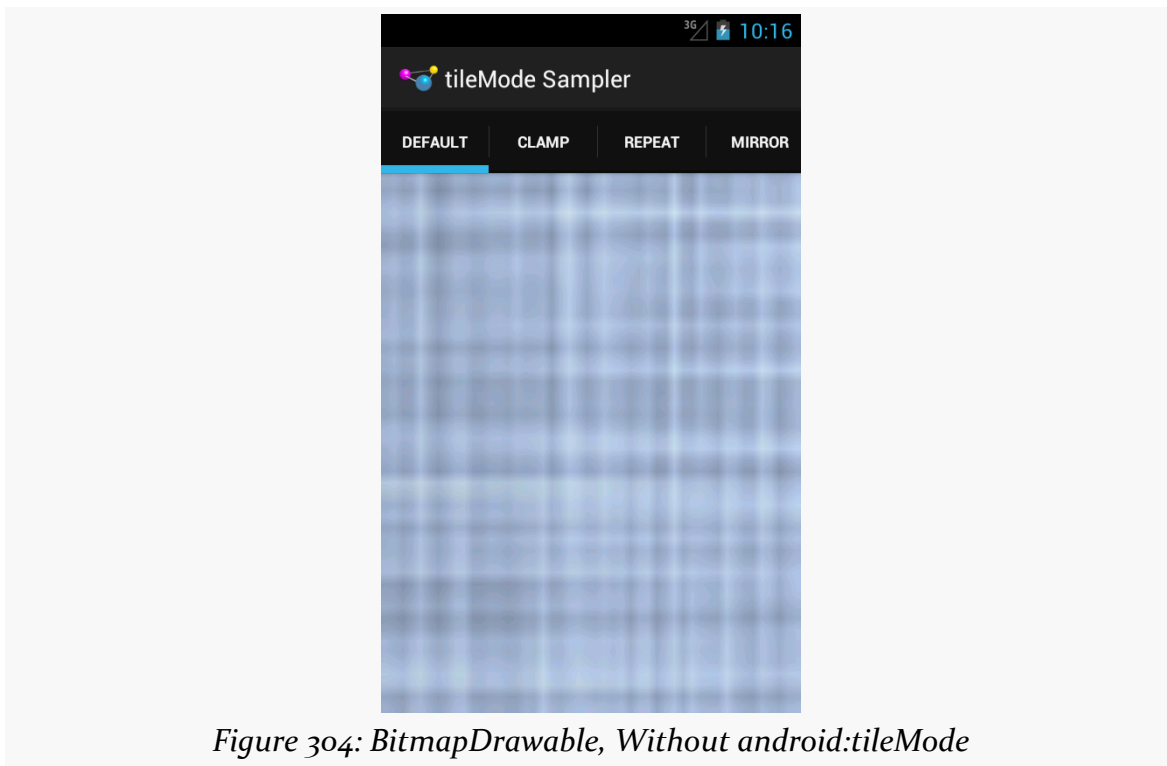 3G 10:16
tileMode Sampler
DEFAULT CLAMP REPEAT MIRROR
Figure 304: BitmapDrawable, Without android:tileMode